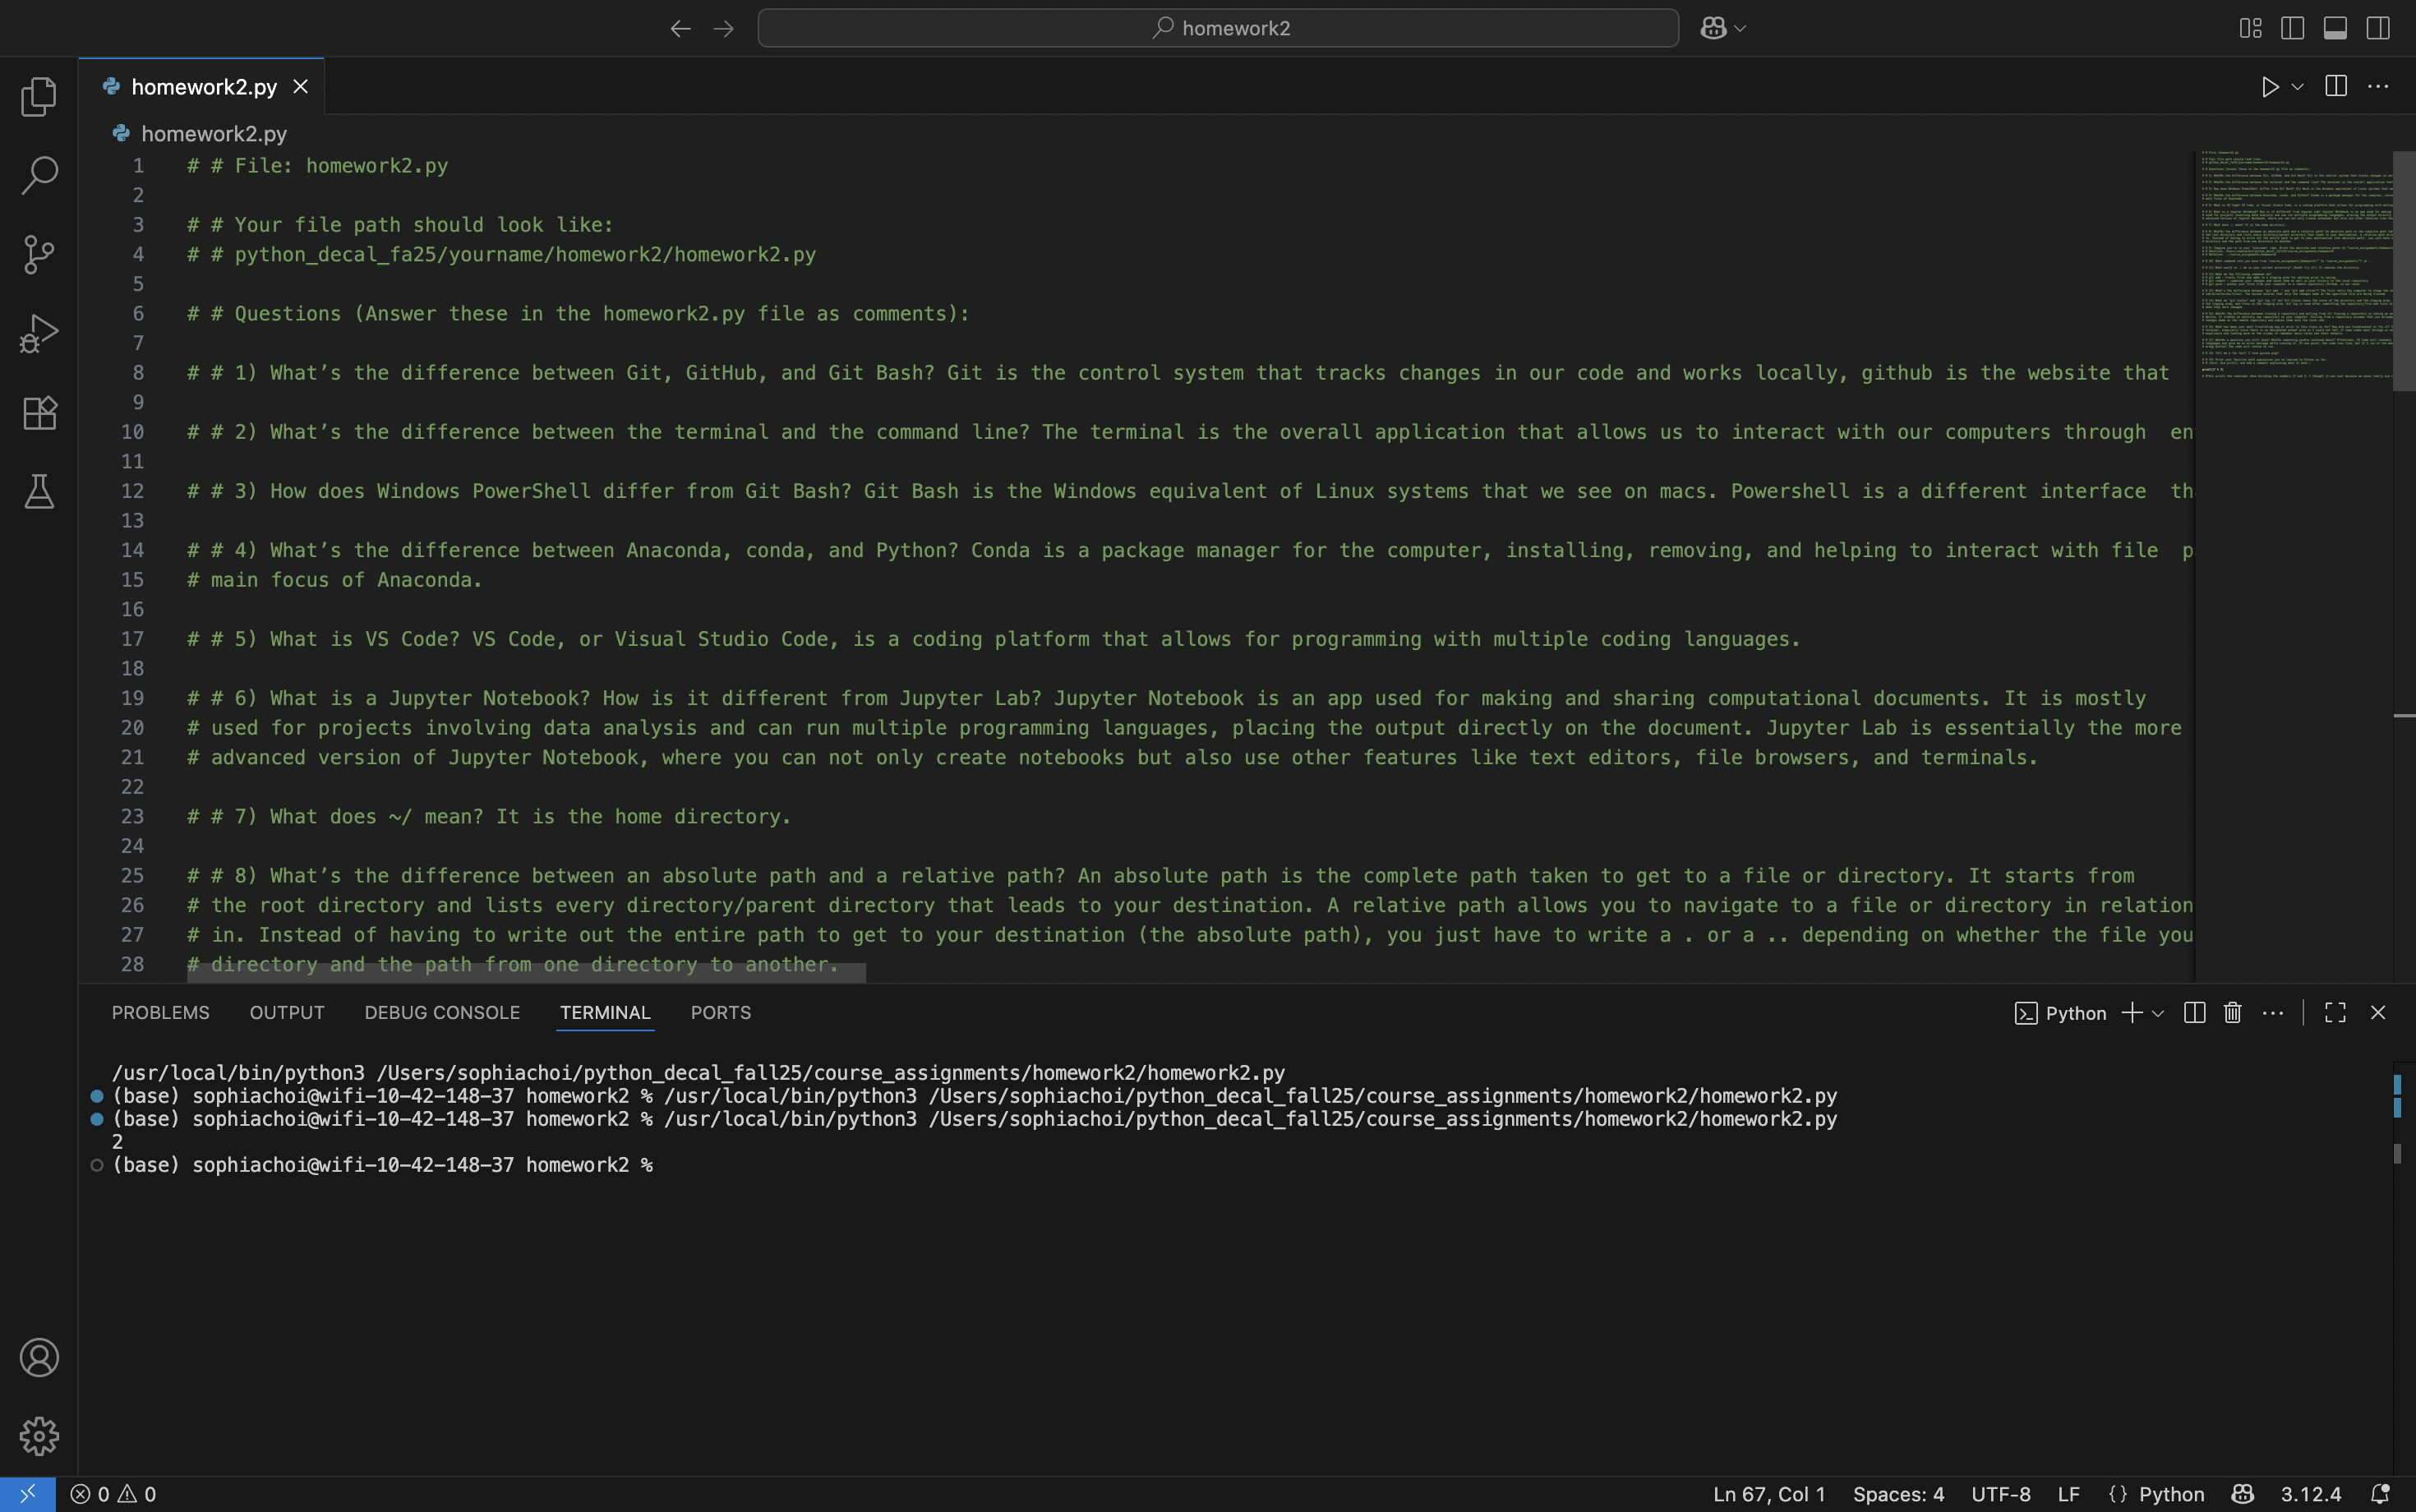 homework2
homework2.py
homework2.py
1 # # File: homework2.py
2
3 # # Your file path should look like:
4 # # python_decal_fa25/yourname/homework2/homework2.py
5
6 # # Questions (Answer these in the homework2.py file as comments):
7
8 # # 1) What’s the difference between Git, GitHub, and Git Bash? Git is the control system that tracks changes in our code and works locally, github is the website that
9
10 # # 2) What’s the difference between the terminal and the command line? The terminal is the overall application that allows us to interact with our computers through  en
11
12 # # 3) How does Windows PowerShell differ from Git Bash? Git Bash is the Windows equivalent of Linux systems that we see on macs. Powershell is a different interface  th
13
14 # # 4) What’s the difference between Anaconda, conda, and Python? Conda is a package manager for the computer, installing, removing, and helping to interact with file  p
15 # main focus of Anaconda.
16
17 # # 5) What is VS Code? VS Code, or Visual Studio Code, is a coding platform that allows for programming with multiple coding languages.
18
19 # # 6) What is a Jupyter Notebook? How is it different from Jupyter Lab? Jupyter Notebook is an app used for making and sharing computational documents. It is mostly
20 # used for projects involving data analysis and can run multiple programming languages, placing the output directly on the document. Jupyter Lab is essentially the more
21 # advanced version of Jupyter Notebook, where you can not only create notebooks but also use other features like text editors, file browsers, and terminals.
22
23 # # 7) What does ~/ mean? It is the home directory.
24
25 # # 8) What’s the difference between an absolute path and a relative path? An absolute path is the complete path taken to get to a file or directory. It starts from
26 # the root directory and lists every directory/parent directory that leads to your destination. A relative path allows you to navigate to a file or directory in relation
27 # in. Instead of having to write out the entire path to get to your destination (the absolute path), you just have to write a . or a .. depending on whether the file you
28 # directory and the path from one directory to another.
PROBLEMS OUTPUT DEBUG CONSOLE TERMINAL PORTS Python
/usr/local/bin/python3 /Users/sophiachoi/python_decal_fall25/course_assignments/homework2/homework2.py
(base) sophiachoi@wifi-10-42-148-37 homework2 % /usr/local/bin/python3 /Users/sophiachoi/python_decal_fall25/course_assignments/homework2/homework2.py
(base) sophiachoi@wifi-10-42-148-37 homework2 % /usr/local/bin/python3 /Users/sophiachoi/python_decal_fall25/course_assignments/homework2/homework2.py
2
(base) sophiachoi@wifi-10-42-148-37 homework2 %
0 0 Ln 67, Col 1 Spaces: 4 UTF-8 LF {} Python 3.12.4